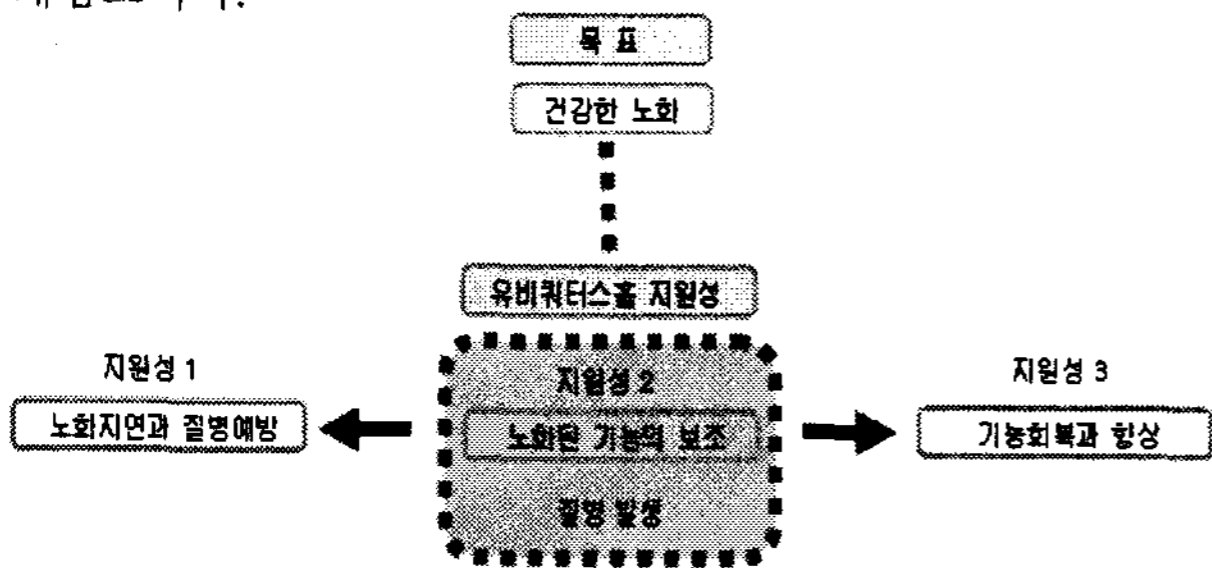 목 표
건강한 노화
유비쿼터스홈 지원성
지원성 1
지원성 2
지원성 3
노화지연과 질병예방
노화된 기능의 보조
기능회복과 향상
질병 발생